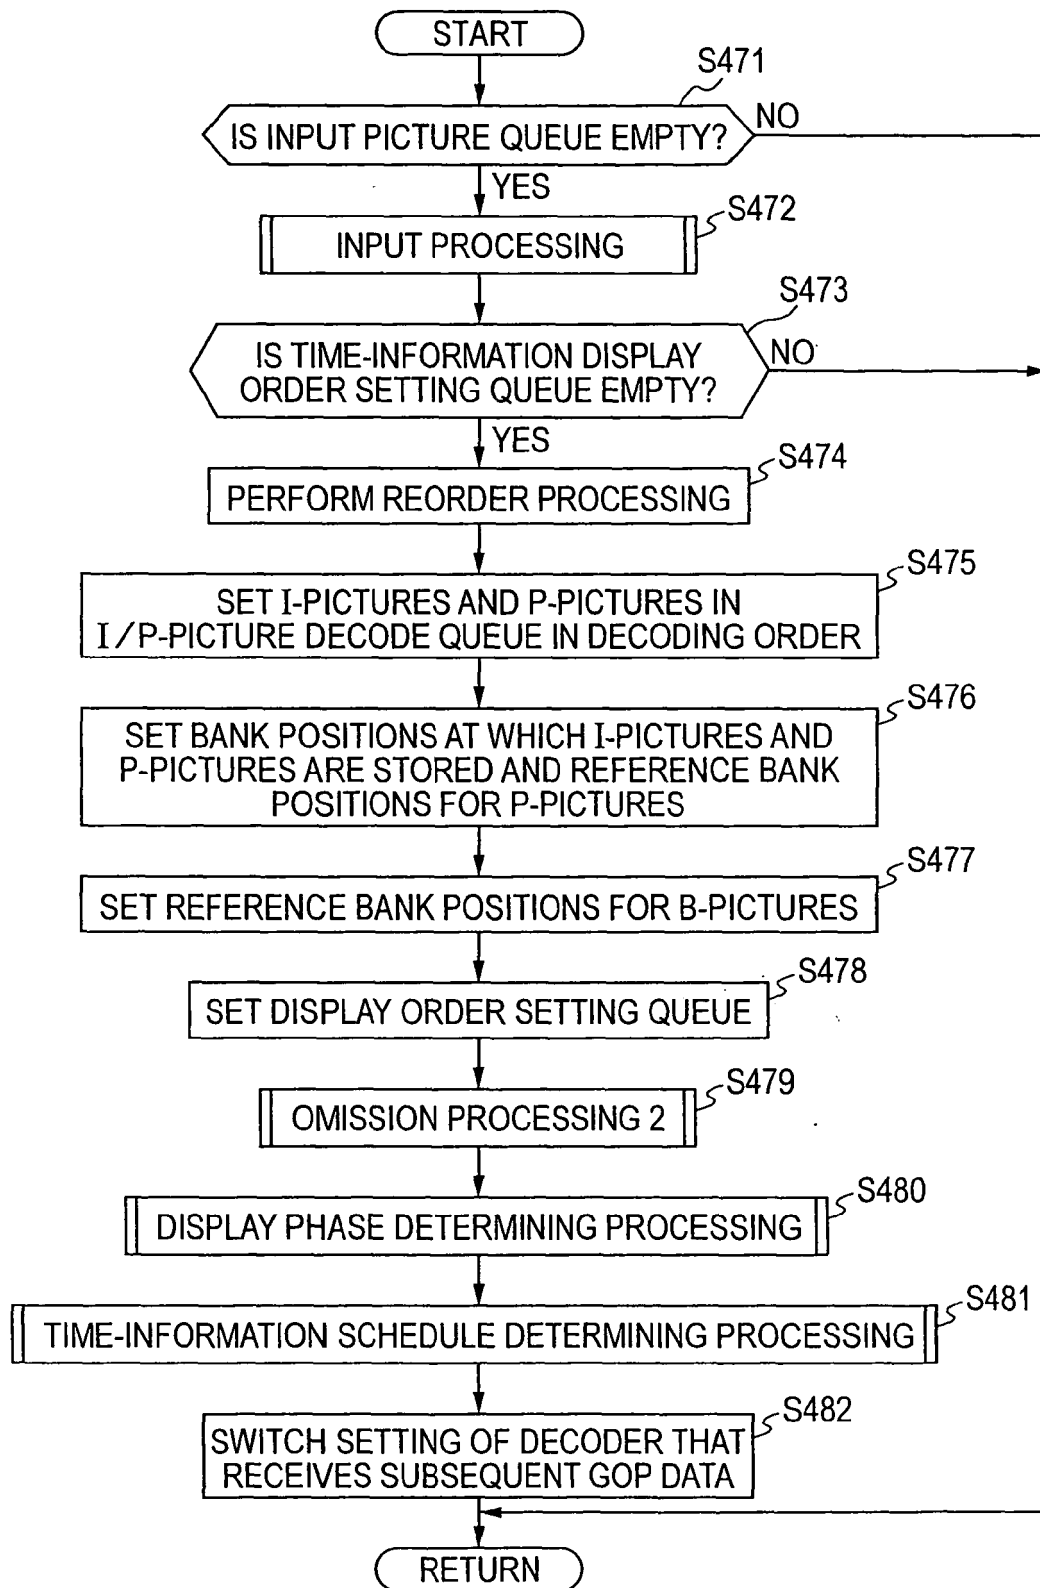 START
S471
IS INPUT PICTURE QUEUE EMPTY?
NO
YES
S472
INPUT PROCESSING
S473
IS TIME-INFORMATION DISPLAY
ORDER SETTING QUEUE EMPTY?
NO
YES
S474
PERFORM REORDER PROCESSING
S475
SET I-PICTURES AND P-PICTURES IN
I/P-PICTURE DECODE QUEUE IN DECODING ORDER
S476
SET BANK POSITIONS AT WHICH I-PICTURES AND
P-PICTURES ARE STORED AND REFERENCE BANK
POSITIONS FOR P-PICTURES
S477
SET REFERENCE BANK POSITIONS FOR B-PICTURES
S478
SET DISPLAY ORDER SETTING QUEUE
S479
OMISSION PROCESSING 2
S480
DISPLAY PHASE DETERMINING PROCESSING
S481
TIME-INFORMATION SCHEDULE DETERMINING PROCESSING
S482
SWITCH SETTING OF DECODER THAT
RECEIVES SUBSEQUENT GOP DATA
RETURN